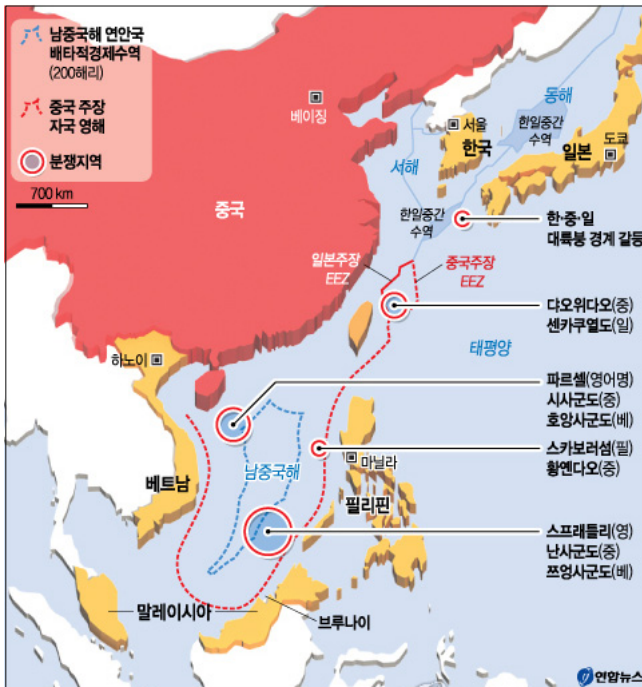 남중국해 연안국
배타적경제수역
(200해리)
중국 주장
자국 영해
분쟁지역
700 km
베이징
중국
서울
한국
동해
한일중간
수역
일본
도쿄
서해
한일중간
수역
한·중·일
대륙붕 경계 갈등
일본주장
EEZ
중국주장
EEZ
댜오위다오(중)
센카쿠열도(일)
태평양
하노이
파르셀(영어명)
시사군도(중)
호앙사군도(베)
스카보러섬(필)
황옌다오(중)
남중국해
마닐라
베트남
필리핀
스프래틀리(영)
난사군도(중)
쯔엉사군도(베)
말레이시아
브루나이
연합뉴스